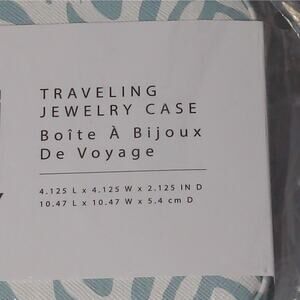 TRAVELING
JEWELRY CASE
Boîte À Bijoux
De Voyage
4.125 L x 4.125 W x 2.125 IN D
10.47 L x 10.47 W x 5.4 cm D